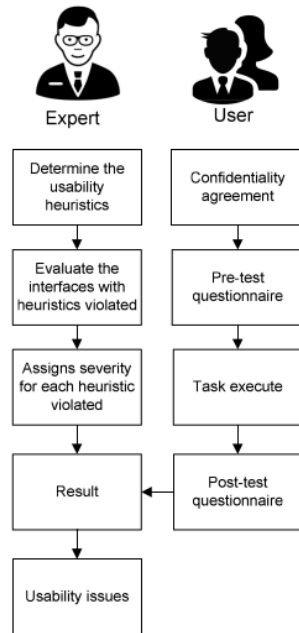 Expert
User
Determine the
usability
heuristics
Confidentiality
agreement
Evaluate the
interfaces with
heuristics violated
Pre-test
questionnaire
Assigns severity
for each heuristic
violated
Task execute
Result
Post-test
questionnaire
Usability issues